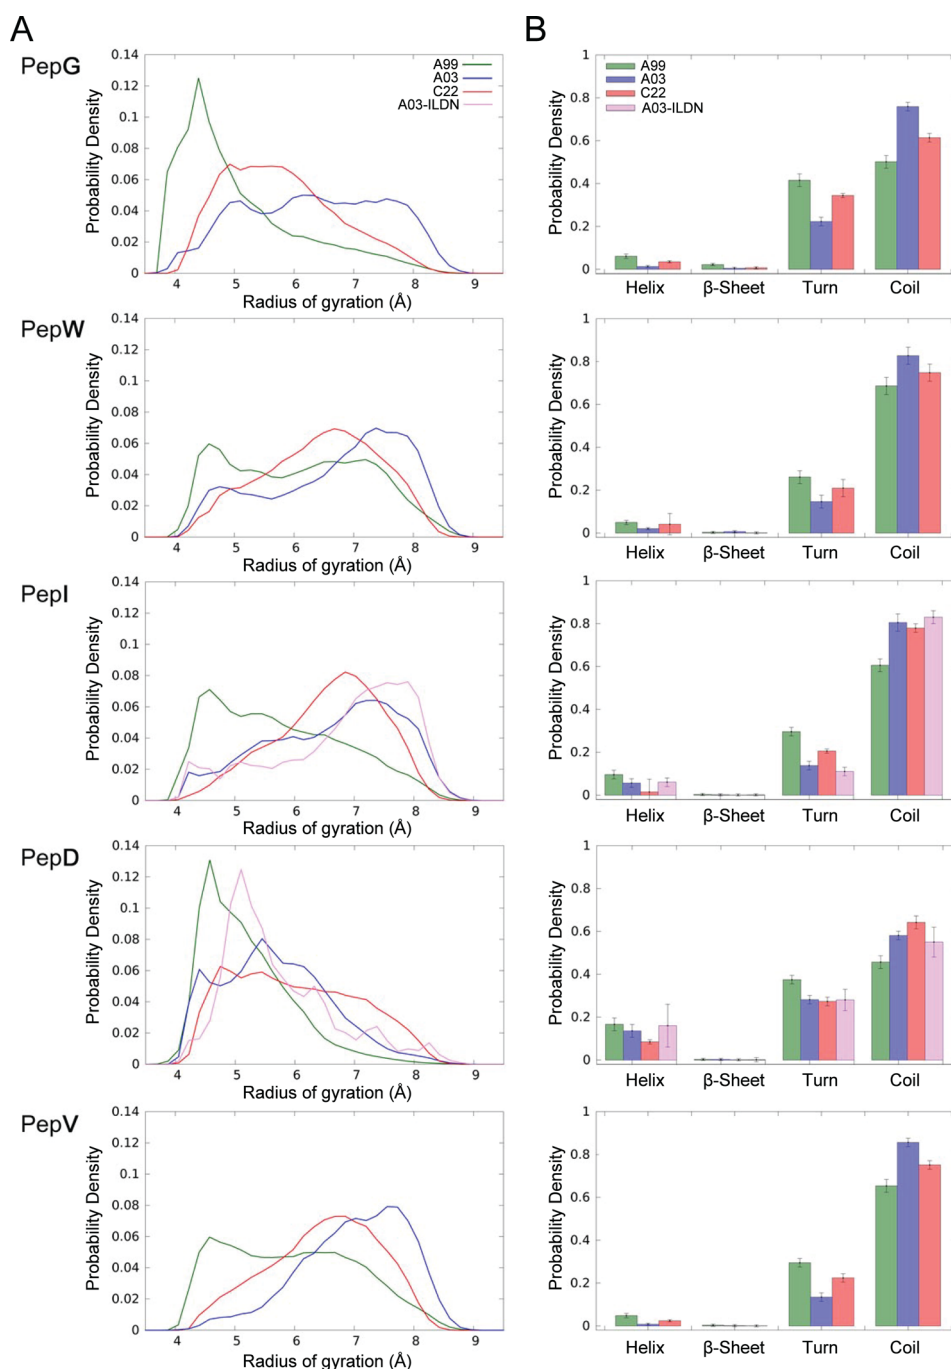 A
B
PepG
0.14
0.12
0.1
0.08
0.06
0.04
0.02
0
Probability Density
A99
A03
C22
A03-ILDN
4 5 6 7 8 9
Radius of gyration (Å)
1
0.8
0.6
0.4
0.2
0
Probability Density
A99
A03
C22
A03-ILDN
Helix β-Sheet Turn Coil
PepW
0.14
0.12
0.1
0.08
0.06
0.04
0.02
0
Probability Density
4 5 6 7 8 9
Radius of gyration (Å)
1
0.8
0.6
0.4
0.2
0
Probability Density
Helix β-Sheet Turn Coil
PepI
0.14
0.12
0.1
0.08
0.06
0.04
0.02
0
Probability Density
4 5 6 7 8 9
Radius of gyration (Å)
1
0.8
0.6
0.4
0.2
0
Probability Density
Helix β-Sheet Turn Coil
PepD
0.14
0.12
0.1
0.08
0.06
0.04
0.02
0
Probability Density
4 5 6 7 8 9
Radius of gyration (Å)
1
0.8
0.6
0.4
0.2
0
Probability Density
Helix β-Sheet Turn Coil
PepV
0.14
0.12
0.1
0.08
0.06
0.04
0.02
0
Probability Density
4 5 6 7 8 9
Radius of gyration (Å)
1
0.8
0.6
0.4
0.2
0
Probability Density
Helix β-Sheet Turn Coil